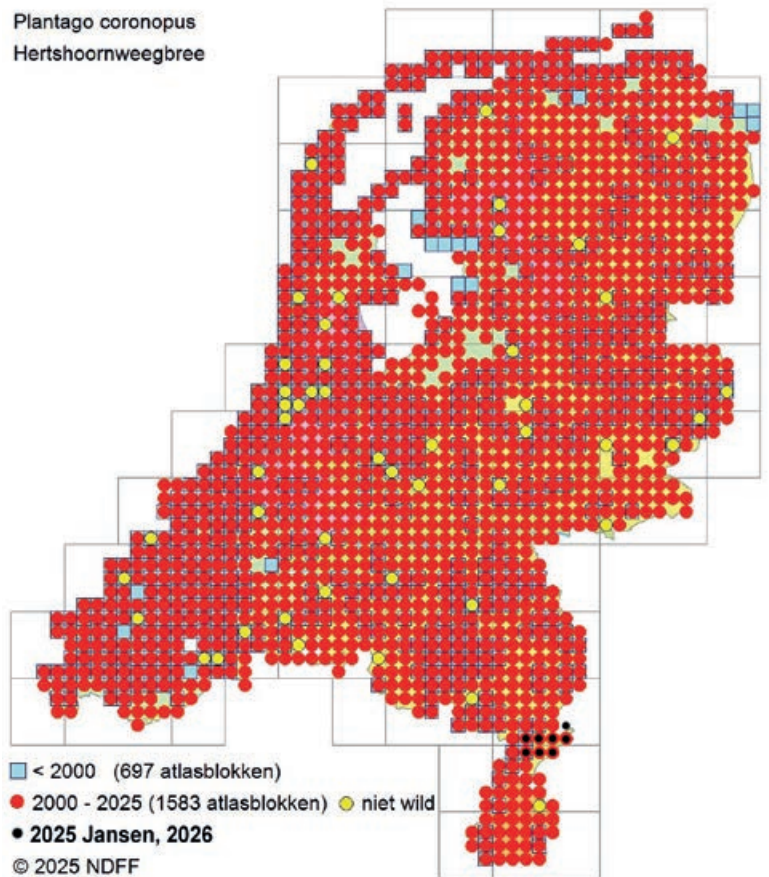 Plantago coronopus
Hertshoornweegbree
< 2000 (697 atlasblokken)
2000 - 2025 (1583 atlasblokken) niet wild
2025 Jansen, 2026
© 2025 NDFF